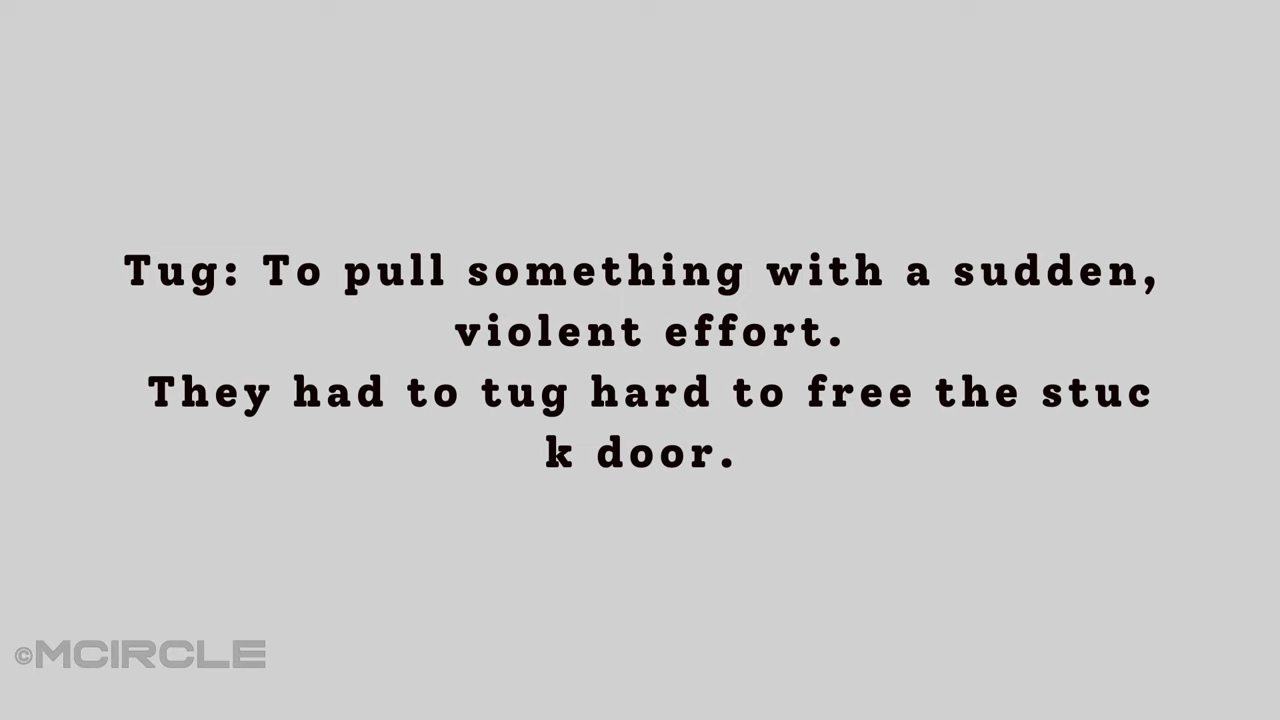 Tug: To pull something with a sudden,
violent effort.
They had to tug hard to free the stuc
k door.
©MCIRCLE